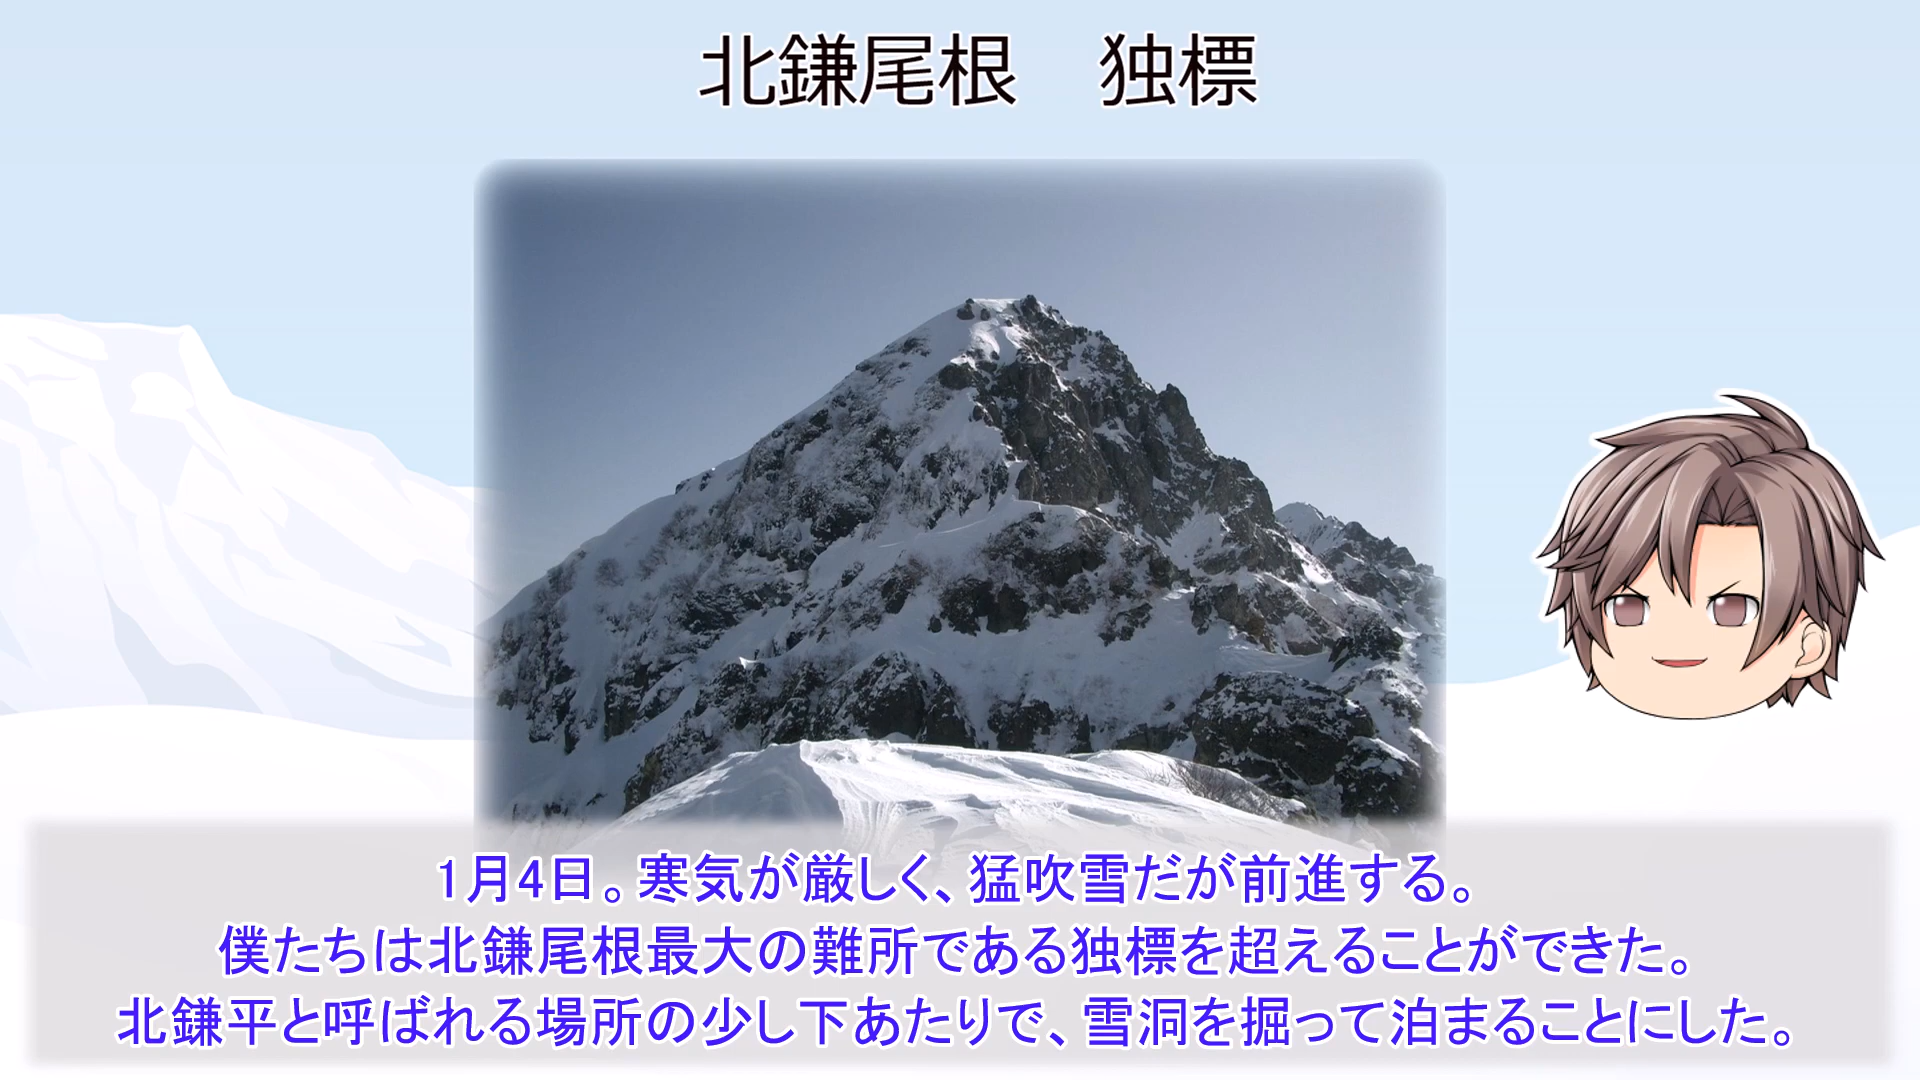 北鎌尾根　独標
1月4日。寒気が厳しく、猛吹雪だが前進する。
僕たちは北鎌尾根最大の難所である独標を超えることができた。
北鎌平と呼ばれる場所の少し下あたりで、雪洞を掘って泊まることにした。